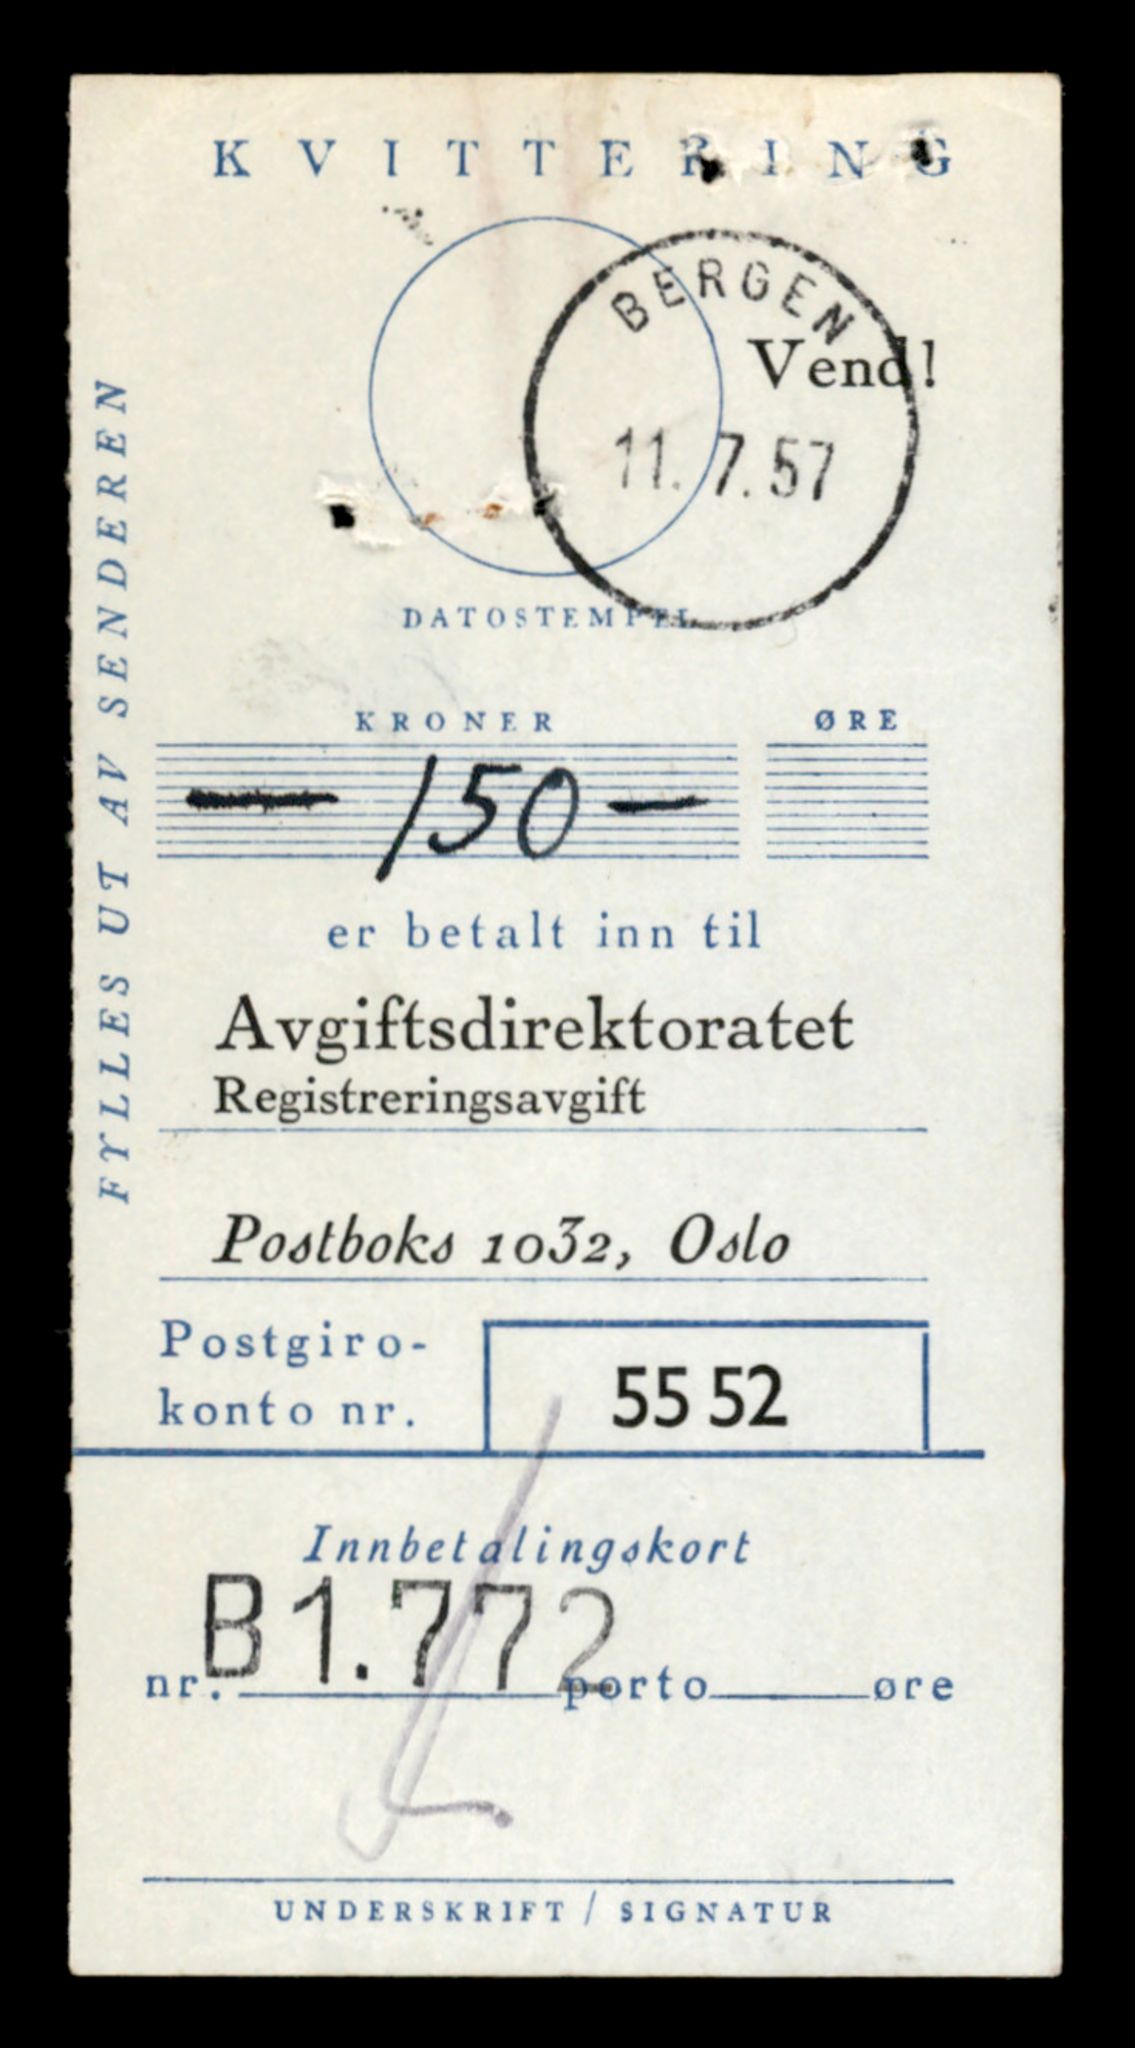 KVITTERING
BERGEN
Vend!
11. 7. 57
DATOSTEMPEL
FYLLES UT AV SENDEREN
KRONER ØRE
— 150 —
er betalt inn til
Avgiftsdirektoratet
Registreringsavgift
Postboks 1032, Oslo
Postgiro-
konto nr. 55 52
Innbetalingskort
nr. B1.772 porto øre
UNDERSKRIFT / SIGNATUR